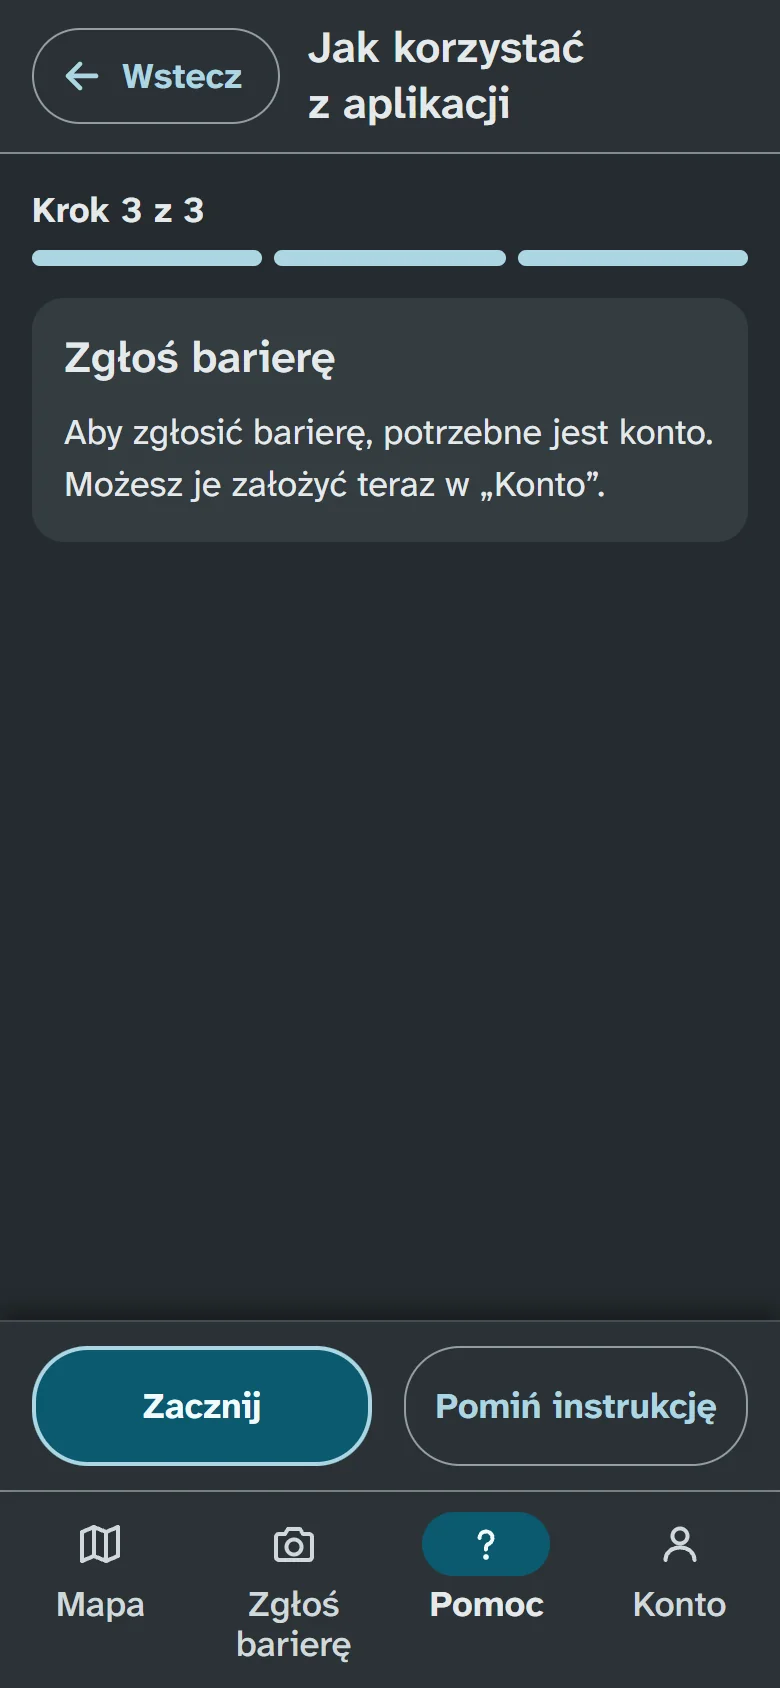 Wstecz
Jak korzystać
z aplikacji
Krok 3 z 3
Zgłoś barierę
Aby zgłosić barierę, potrzebne jest konto.
Możesz je założyć teraz w „Konto”.
Zacznij
Pomiń instrukcję
Mapa
Zgłoś
barierę
?
Pomoc
Konto